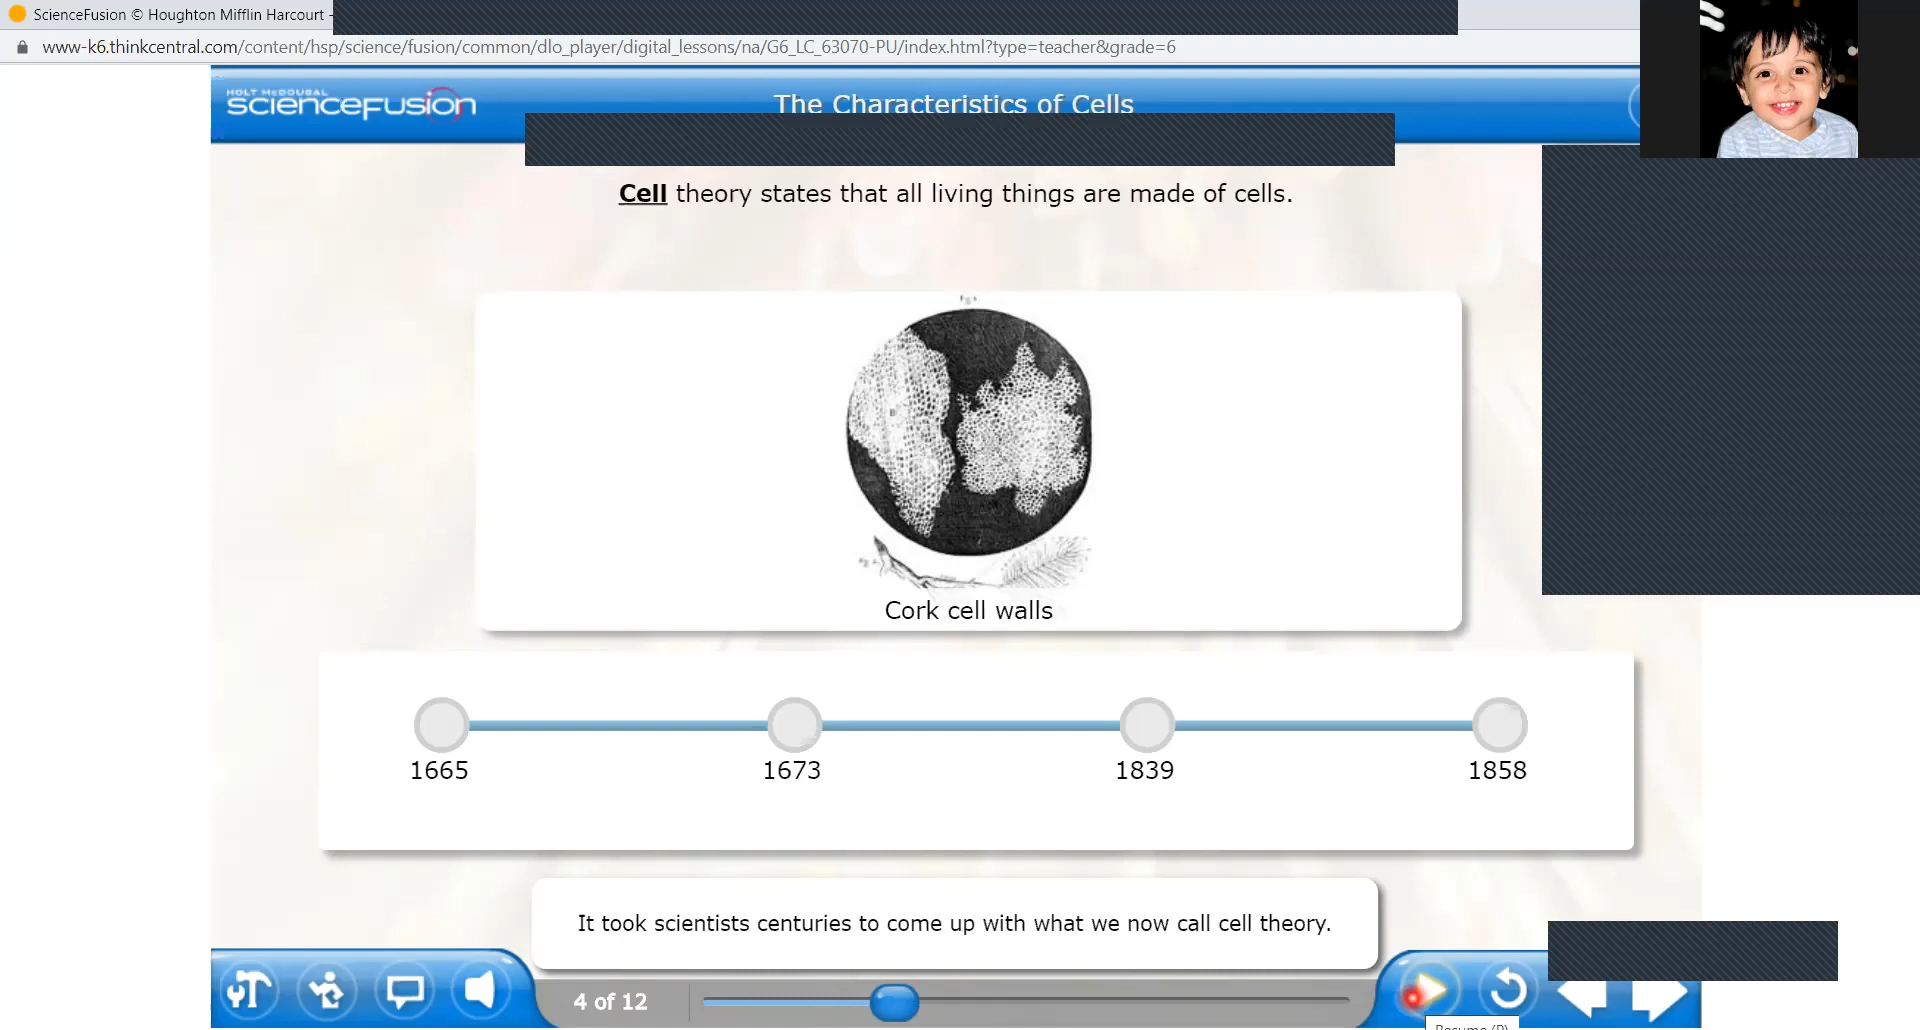 ScienceFusion © Houghton Mifflin Harcourt -
www-k6.thinkcentral.com/content/hsp/science/fusion/common/dlo_player/digital_lessons/na/G6_LC_63070-PU/index.html?type=teacher&grade=6
HOLT McDOUGAL
SCIENCEFUSION
The Characteristics of Cells
Cell theory states that all living things are made of cells.
Cork cell walls
1665 1673 1839 1858
It took scientists centuries to come up with what we now call cell theory.
4 of 12
Resume (P)